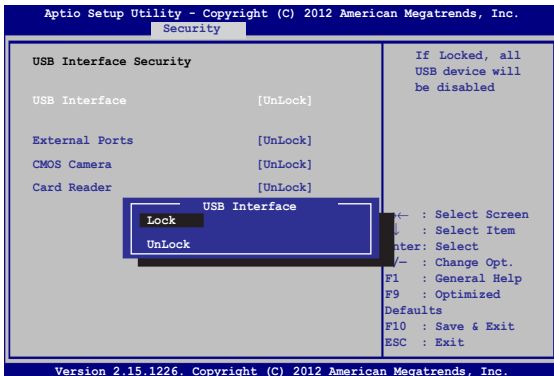 Aptio Setup Utility - Copyright (C) 2012 American Megatrends, Inc.
Security
USB Interface Security
USB Interface [UnLock]
External Ports [UnLock]
CMOS Camera [UnLock]
Card Reader [UnLock]
USB Interface
Lock
UnLock
If Locked, all
USB device will
be disabled
← : Select Screen
↓ : Select Item
nter: Select
/— : Change Opt.
F1 : General Help
F9 : Optimized
Defaults
F10 : Save & Exit
ESC : Exit
Version 2.15.1226. Copyright (C) 2012 American Megatrends, Inc.